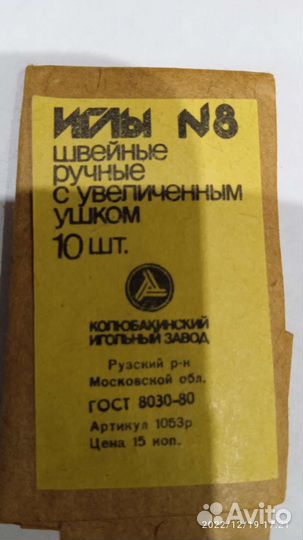 ИГЛЫ N8
ШВЕЙНЫЕ
РУЧНЫЕ
С УВЕЛИЧЕННЫМ
УШКОМ
10 ШТ.
КОЛЮБАКИНСКИЙ
ИГОЛЬНЫЙ ЗАВОД
Рузский р-н
Московской обл.
ГОСТ 8030-80
Артикул 1053р
Цена 15 коп.
2022/12/19 17:21
Avito